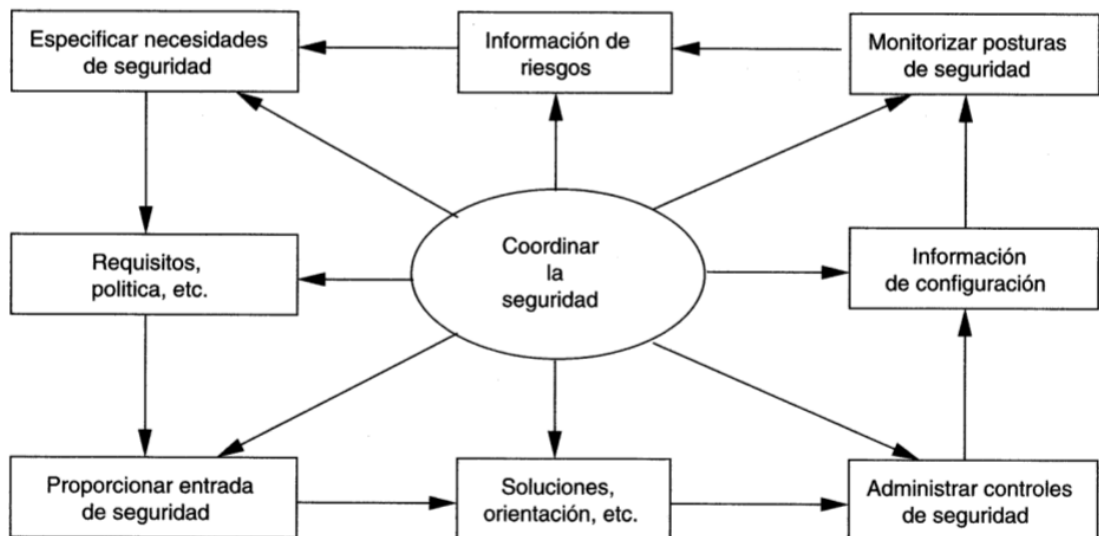 Especificar necesidades
de seguridad
Información de
riesgos
Monitorizar posturas
de seguridad
Requisitos,
politica, etc.
Coordinar
la
seguridad
Información
de configuración
Proporcionar entrada
de seguridad
Soluciones,
orientación, etc.
Administrar controles
de seguridad